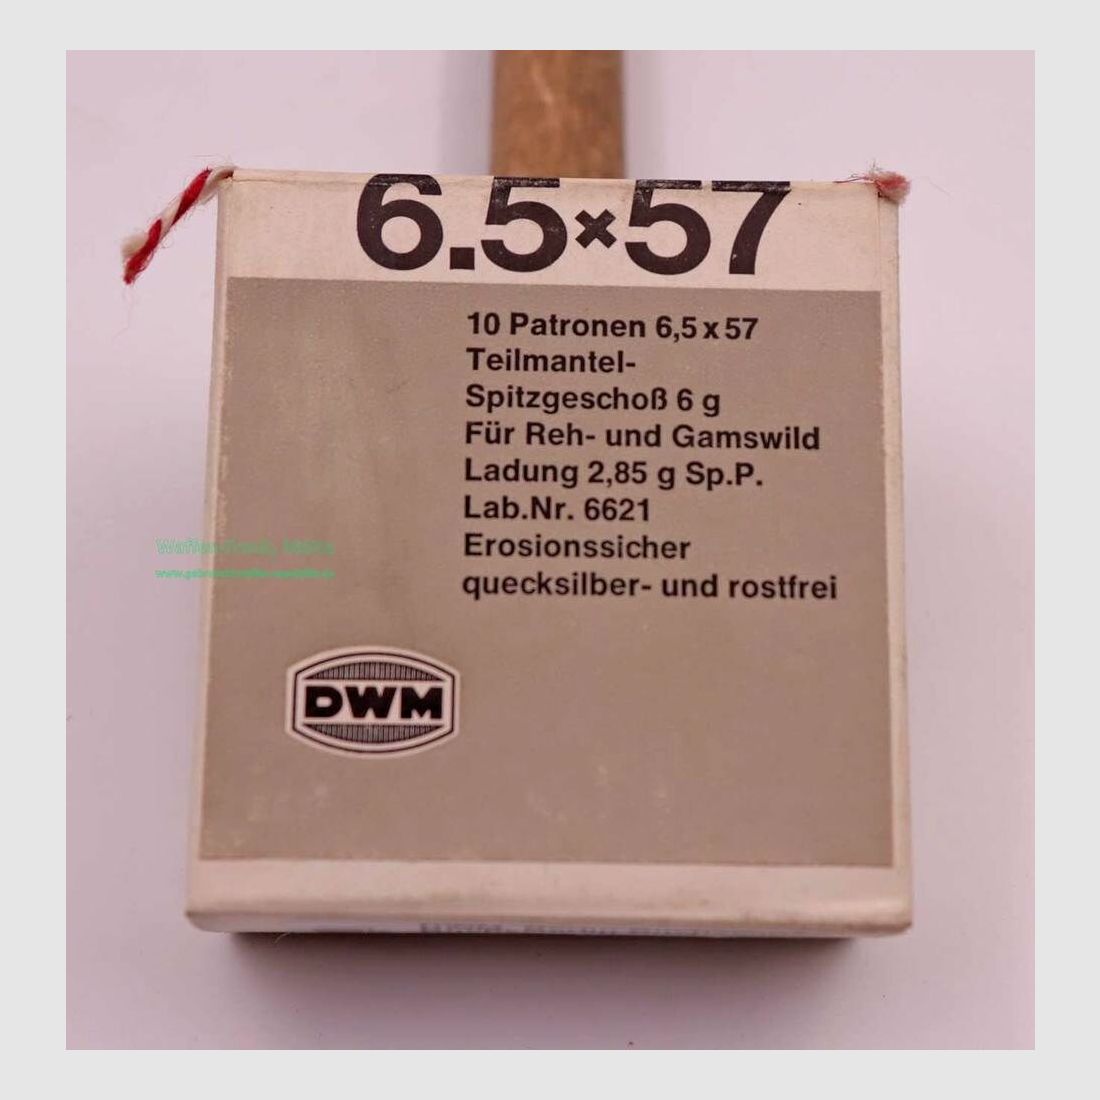 6.5×57
10 Patronen 6,5 x 57
Teilmantel-
Spitzgeschoß 6 g
Für Reh- und Gamswild
Ladung 2,85 g Sp.P.
Lab.Nr. 6621
Erosionssicher
quecksilber- und rostfrei
DWM